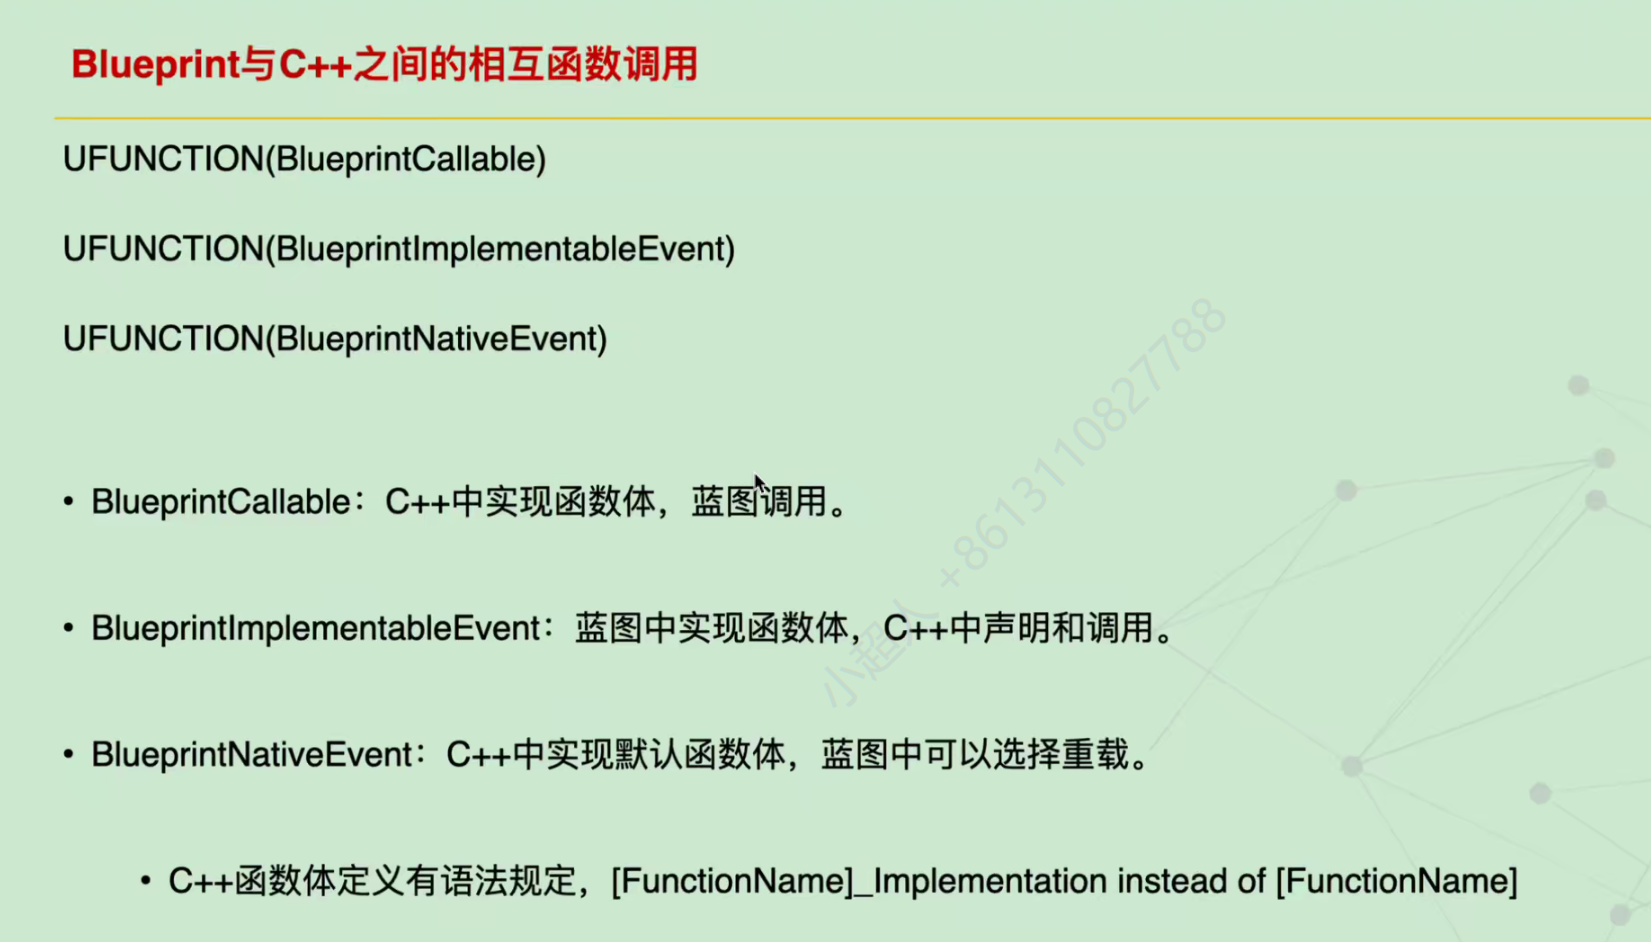 Blueprint与C++之间的相互函数调用
UFUNCTION(BlueprintCallable)
UFUNCTION(BlueprintImplementableEvent)
UFUNCTION(BlueprintNativeEvent)
• BlueprintCallable：C++中实现函数体，蓝图调用。
• BlueprintImplementableEvent：蓝图中实现函数体，C++中声明和调用。
• BlueprintNativeEvent：C++中实现默认函数体，蓝图中可以选择重载。
• C++函数体定义有语法规定，[FunctionName]_Implementation instead of [FunctionName]
小超人 +8613110827788